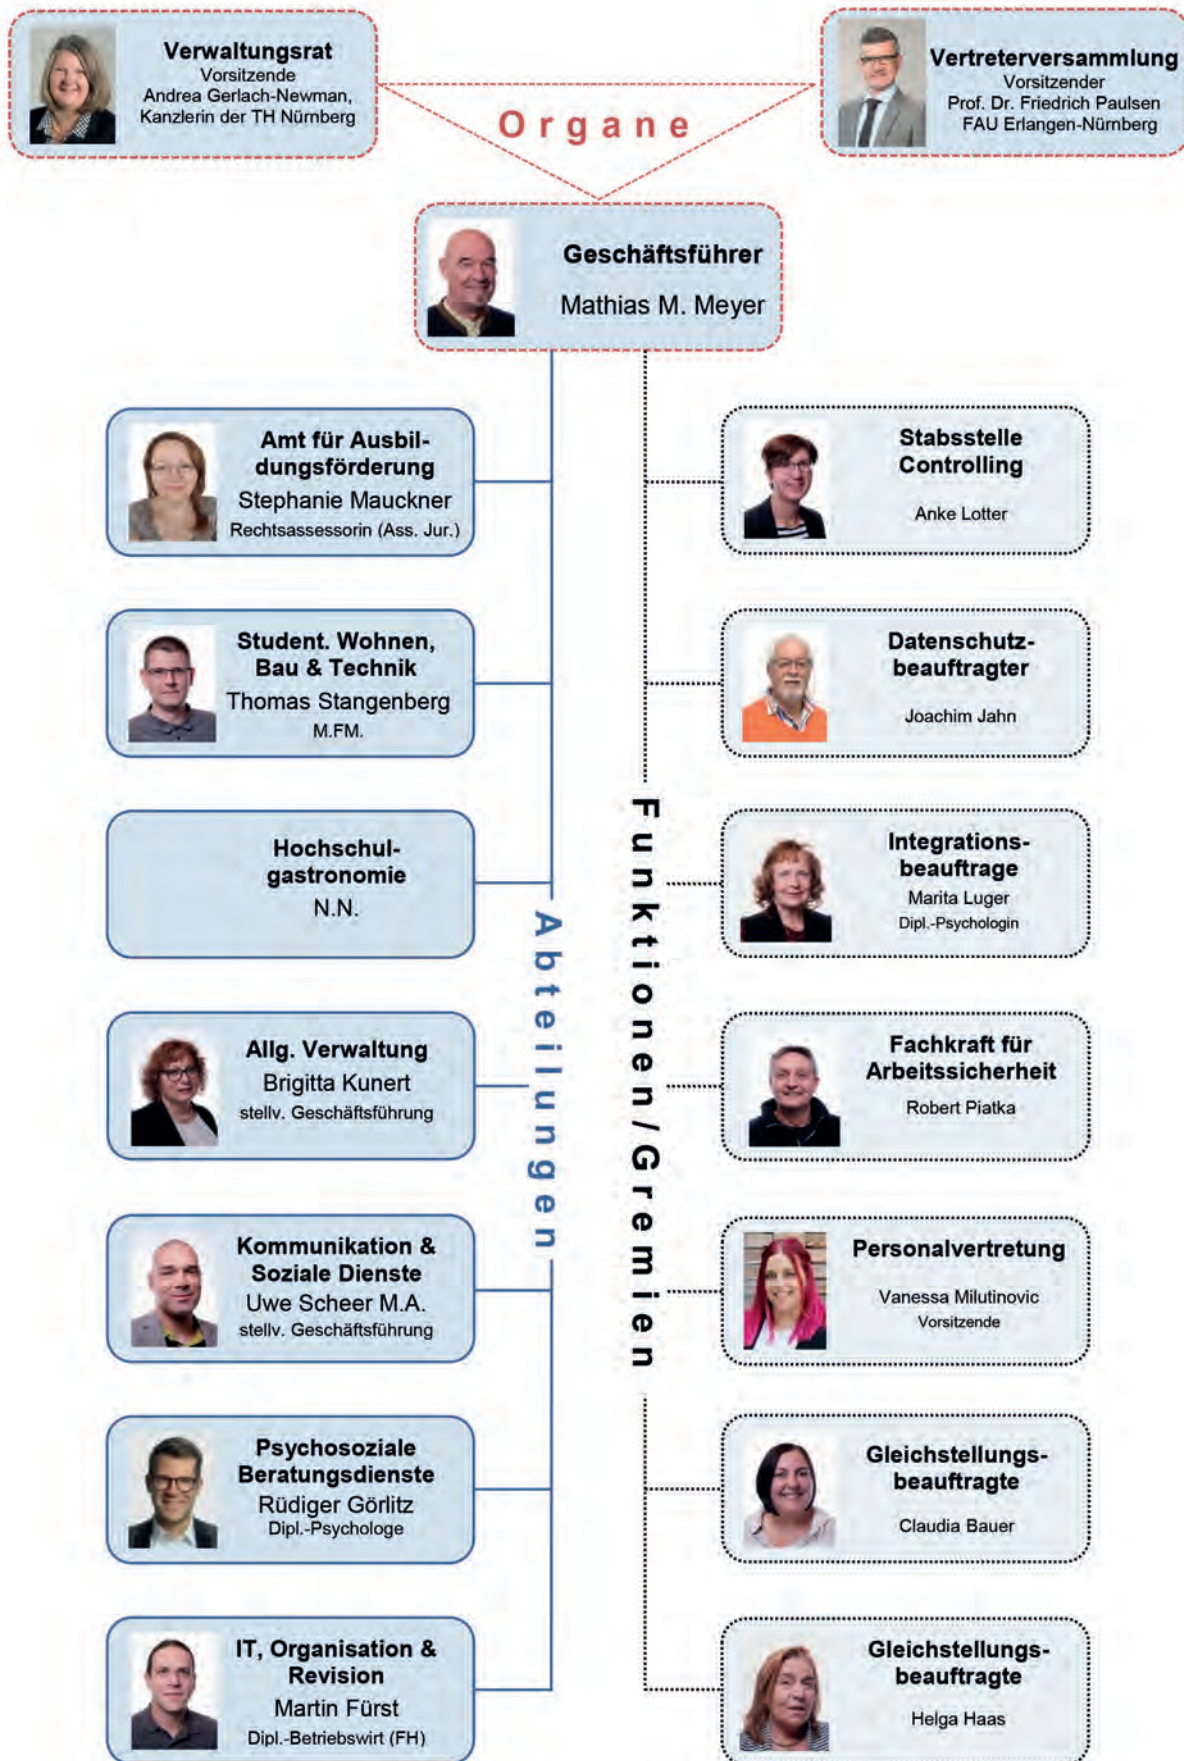 Verwaltungsrat
Vorsitzende
Andrea Gerlach-Newman,
Kanzlerin der TH Nürnberg
Vertreterversammlung
Vorsitzender
Prof. Dr. Friedrich Paulsen
FAU Erlangen-Nürnberg
Organe
Geschäftsführer
Mathias M. Meyer
Abteilungen
Amt für Ausbil-
dungsförderung
Stephanie Mauckner
Rechtsassessorin (Ass. Jur.)
Student. Wohnen,
Bau & Technik
Thomas Stangenberg
M.FM.
Hochschul-
gastronomie
N.N.
Allg. Verwaltung
Brigitta Kunert
stellv. Geschäftsführung
Kommunikation &
Soziale Dienste
Uwe Scheer M.A.
stellv. Geschäftsführung
Psychosoziale
Beratungsdienste
Rüdiger Görlitz
Dipl.-Psychologe
IT, Organisation &
Revision
Martin Fürst
Dipl.-Betriebswirt (FH)
Funktionen/Gremien
Stabsstelle
Controlling
Anke Lotter
Datenschutz-
beauftragter
Joachim Jahn
Integrations-
beauftrage
Marita Luger
Dipl.-Psychologin
Fachkraft für
Arbeitssicherheit
Robert Piatka
Personalvertretung
Vanessa Milutinovic
Vorsitzende
Gleichstellungs-
beauftragte
Claudia Bauer
Gleichstellungs-
beauftragte
Helga Haas